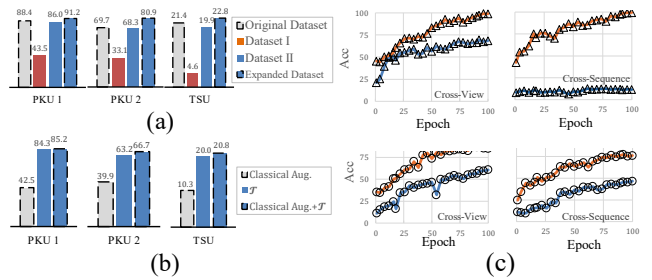 88.4 43.5 86.0 91.2
69.7 33.1 68.3 80.9
21.4 4.6 19.9 22.8
PKU 1 PKU 2 TSU
Original Dataset
Dataset I
Dataset II
Expanded Dataset
(a)
42.5 84.3 85.2
39.9 63.2 66.7
10.3 20.0 20.8
PKU 1 PKU 2 TSU
Classical Aug.
𝒯
Classical Aug.+𝒯
(b)
Acc
100
75
50
25
0 25 50 75 100
Cross-View
Epoch
0 25 50 75 100
Cross-Sequence
Epoch
Acc
75
50
25
0 25 50 75 100
Cross-View
Epoch
0 25 50 75 100
Cross-Sequence
Epoch
(c)